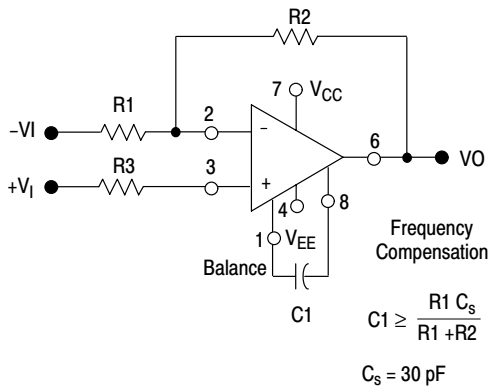 R2
7 V_CC
R1
2
-VI
-
6
VO
R3
3
+V_I
+
4
8
1 V_EE
Frequency
Compensation
Balance
C1
C1 ≥ R1 C_s / R1 +R2
C_s = 30 pF